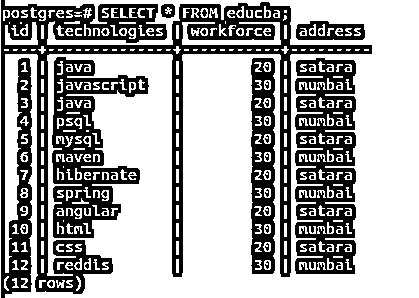 postgres=# SELECT * FROM educba;
id | technologies | workforce | address
----+--------------+-----------+---------
1 | java | 20 | satara
2 | javascript | 30 | mumbai
3 | java | 20 | satara
4 | psql | 30 | mumbai
5 | mysql | 20 | satara
6 | maven | 30 | mumbai
7 | hibernate | 20 | satara
8 | spring | 30 | mumbai
9 | angular | 20 | satara
10 | html | 30 | mumbai
11 | css | 20 | satara
12 | reddis | 30 | mumbai
(12 rows)